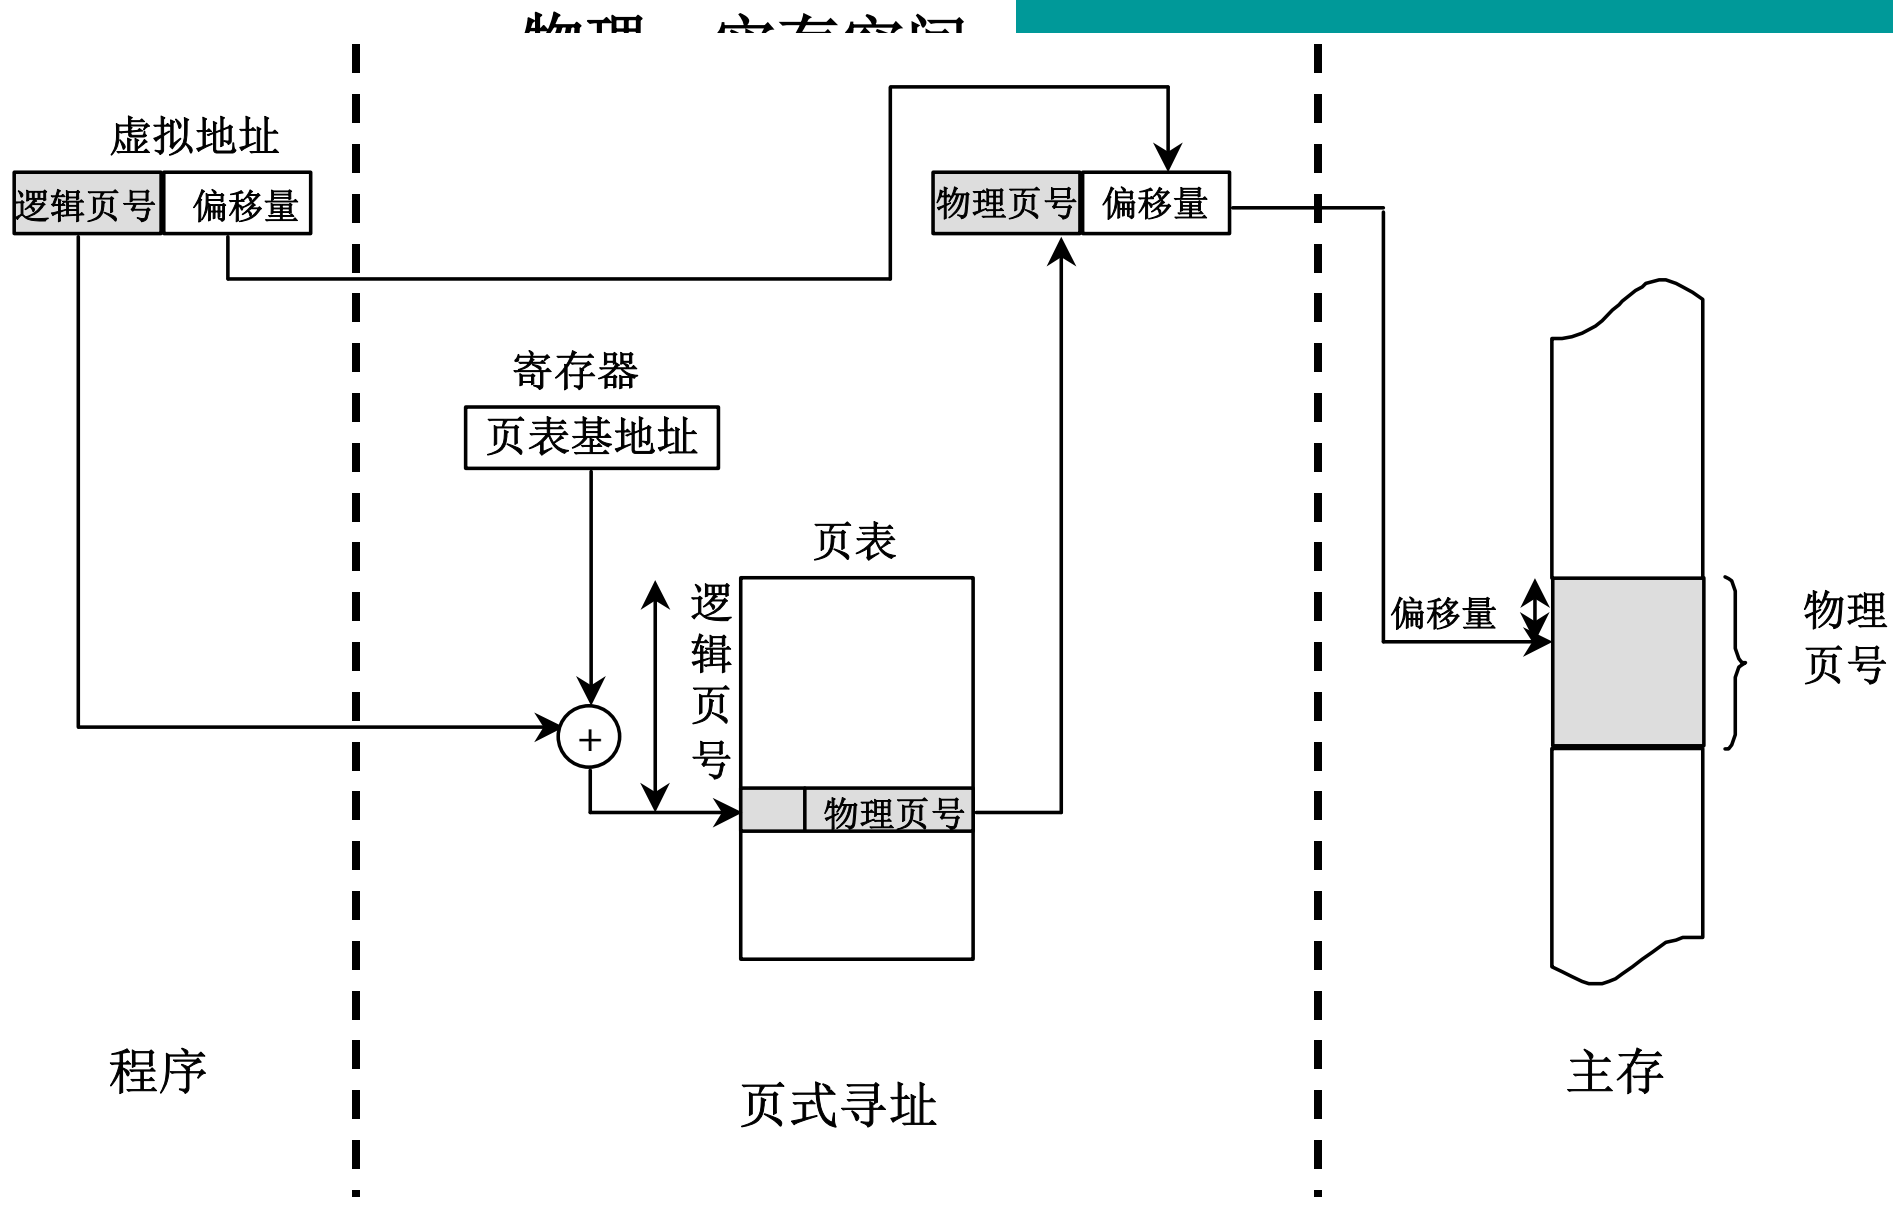 虚拟地址
逻辑页号 偏移量
物理页号 偏移量
寄存器
页表基地址
页表
逻辑页号
+
物理页号
偏移量
物理
页号
程序
页式寻址
主存